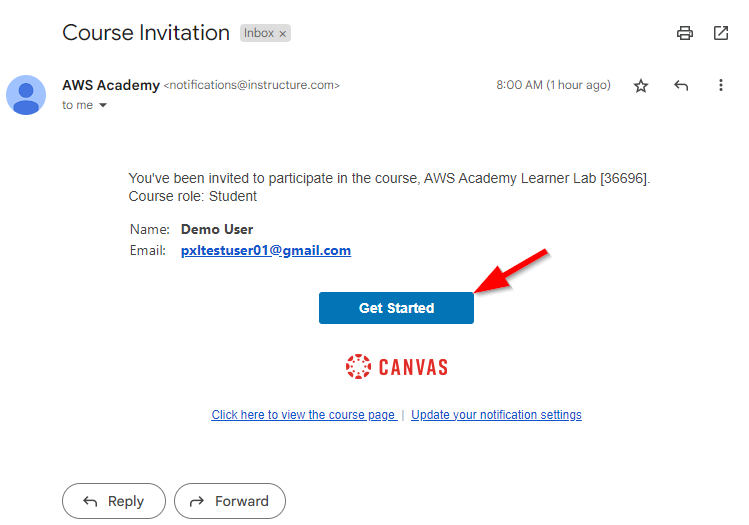 Course Invitation Inbox ×
AWS Academy <notifications@instructure.com> 8:00 AM (1 hour ago)
to me
You've been invited to participate in the course, AWS Academy Learner Lab [36696].
Course role: Student
Name: Demo User
Email: pxltestuser01@gmail.com
Get Started
CANVAS
Click here to view the course page | Update your notification settings
Reply Forward